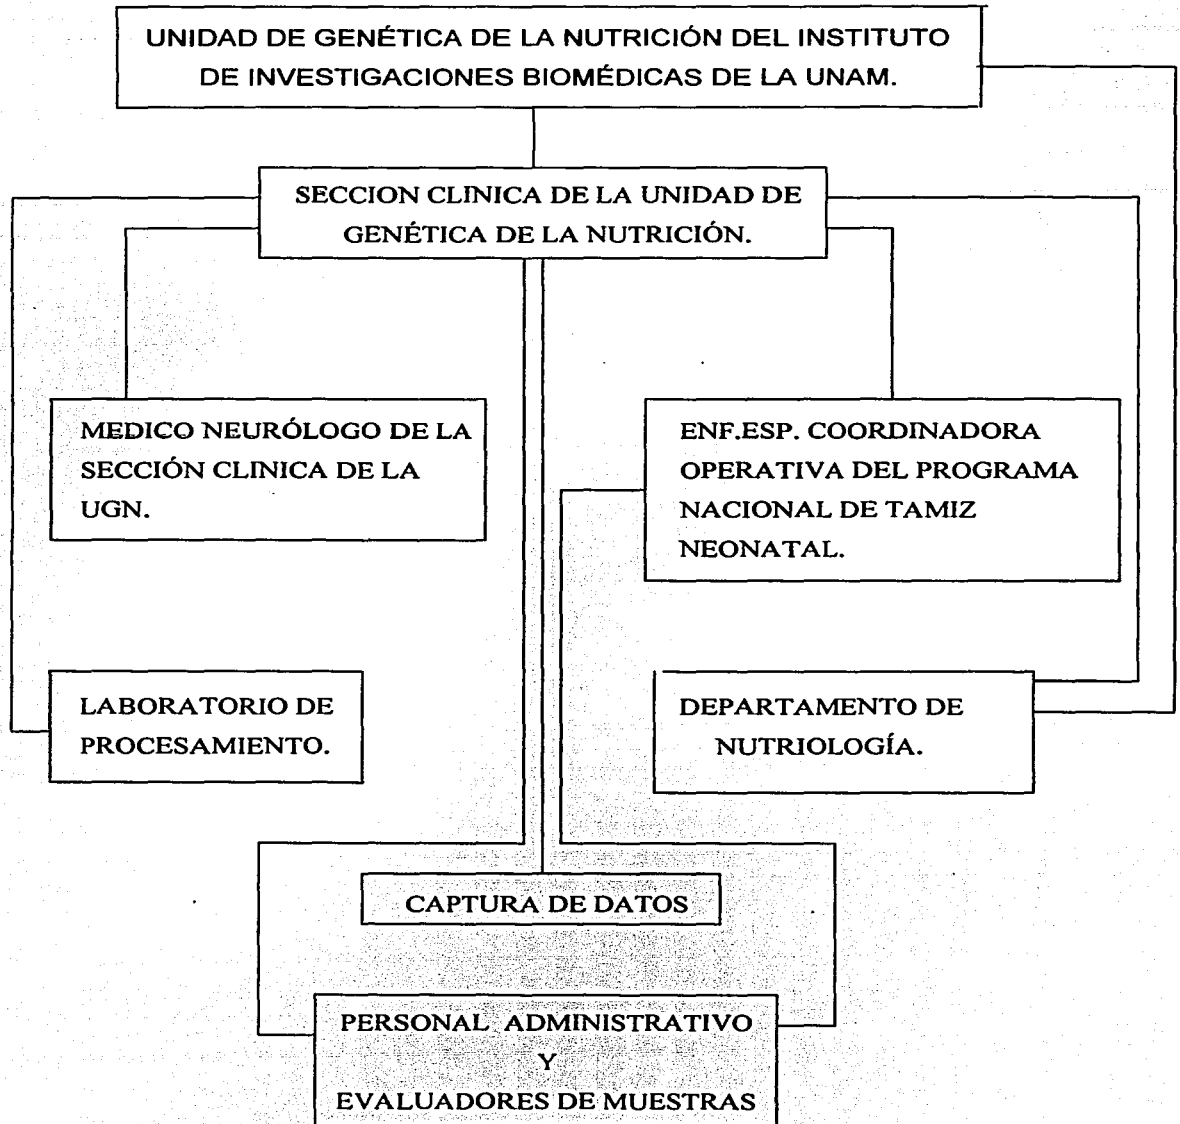 UNIDAD DE GENÉTICA DE LA NUTRICIÓN DEL INSTITUTO
DE INVESTIGACIONES BIOMÉDICAS DE LA UNAM.
SECCION CLINICA DE LA UNIDAD DE
GENÉTICA DE LA NUTRICIÓN.
MEDICO NEURÓLOGO DE LA
SECCIÓN CLINICA DE LA
UGN.
ENF.ESP. COORDINADORA
OPERATIVA DEL PROGRAMA
NACIONAL DE TAMIZ
NEONATAL.
LABORATORIO DE
PROCESAMIENTO.
DEPARTAMENTO DE
NUTRIOLOGÍA.
CAPTURA DE DATOS
PERSONAL ADMINISTRATIVO
Y
EVALUADORES DE MUESTRAS